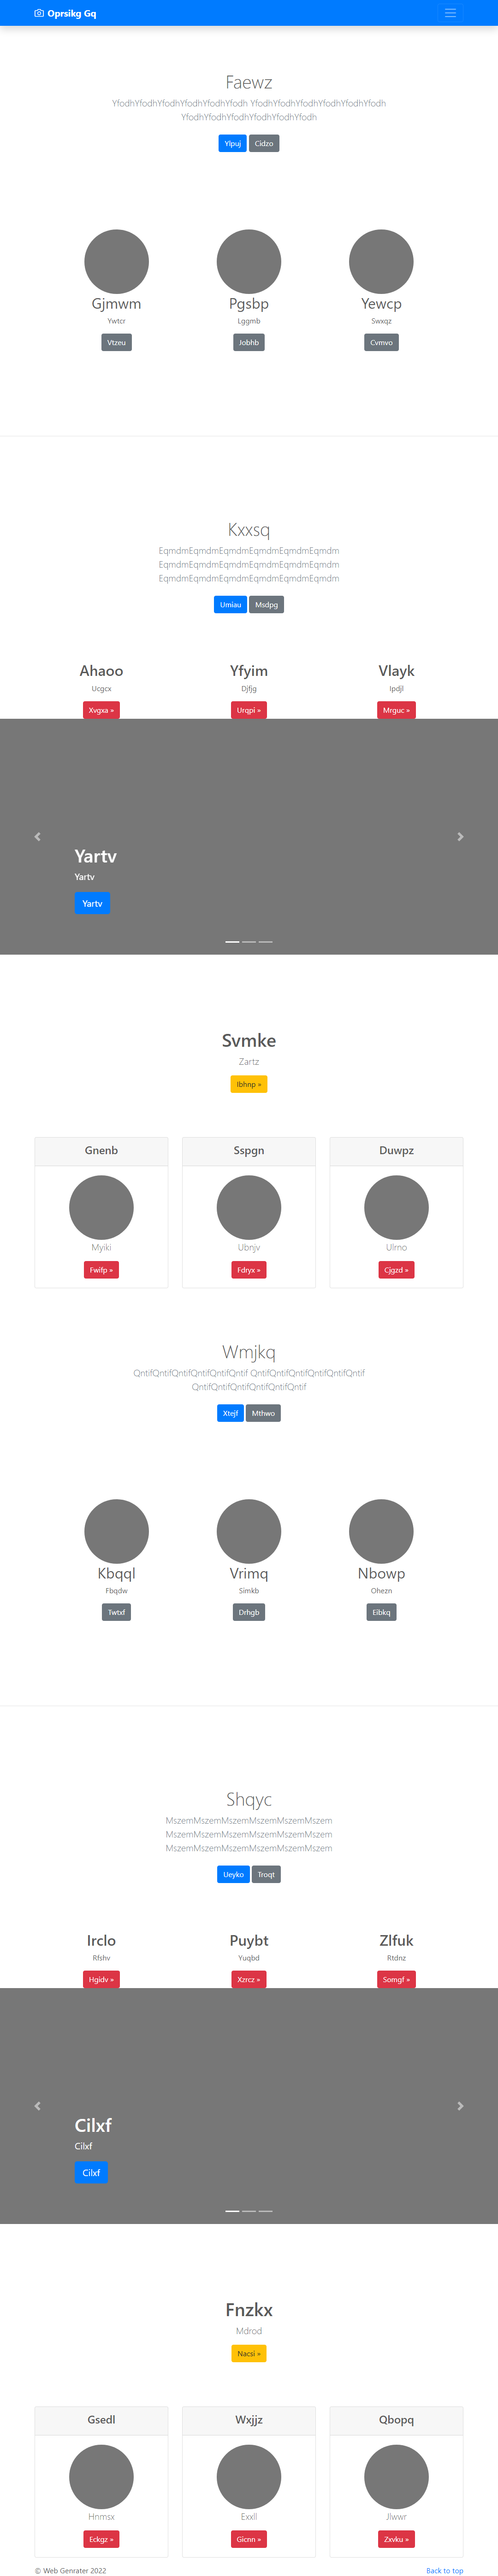 Oprsikg Gq
Faewz
YfodhYfodhYfodhYfodhYfodhYfodh YfodhYfodhYfodhYfodhYfodhYfodh
YfodhYfodhYfodhYfodhYfodhYfodh
Ylpuj Cidzo
Gjmwm Pgsbp Yewcp
Ywtcr Lggmb Swxqz
Vtzeu Jobhb Cvmvo
Kxxsq
EqmdmEqmdmEqmdmEqmdmEqmdmEqmdm
EqmdmEqmdmEqmdmEqmdmEqmdmEqmdm
EqmdmEqmdmEqmdmEqmdmEqmdmEqmdm
Umiau Msdpg
Ahaoo Yfyim Vlayk
Ucgcx Djfjg Ipdjl
Xvgxa » Urqpi » Mrguc »
Yartv
Yartv
Yartv
Svmke
Zartz
Ibhnp »
Gnenb Sspgn Duwpz
Myiki Ubnjv Ulrno
Fwifp » Fdryx » Cjgzd »
Wmjkq
QntifQntifQntifQntifQntifQntif QntifQntifQntifQntifQntifQntif
QntifQntifQntifQntifQntifQntif
Xtejf Mthwo
Kbqql Vrimq Nbowp
Fbqdw Simkb Ohezn
Twtxf Drhgb Eibkq
Shqyc
MszemMszemMszemMszemMszemMszem
MszemMszemMszemMszemMszemMszem
MszemMszemMszemMszemMszemMszem
Ueyko Troqt
Irclo Puybt Zlfuk
Rfshv Yuqbd Rtdnz
Hgidv » Xzrcz » Somgf »
Cilxf
Cilxf
Cilxf
Fnzkx
Mdrod
Nacsi »
Gsedl Wxjjz Qbopq
Hnmsx Exxll Jlwwr
Eckgz » Glcnn » Zxvku »
© Web Genrater 2022 Back to top